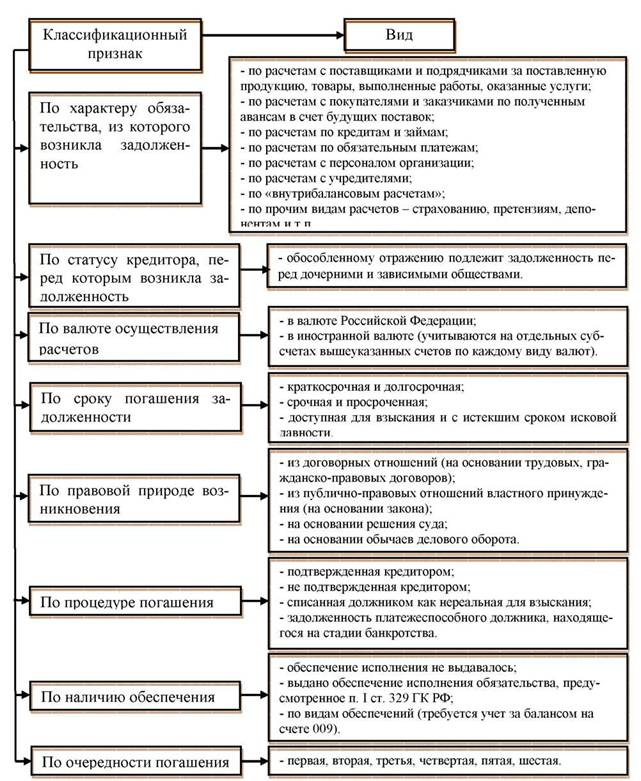 Классификационный
признак
Вид
По характеру обяза-
тельства, из которого
возникла задолжен-
ность
- по расчетам с поставщиками и подрядчиками за поставленную
продукцию, товары, выполненные работы, оказанные услуги;
- по расчетам с покупателями и заказчиками по полученным
авансам в счет будущих поставок;
- по расчетам по кредитам и займам;
- по расчетам по обязательным платежам;
- по расчетам с персоналом организации;
- по расчетам с учредителями;
- по «внутрибалансовым расчетам»;
- по прочим видам расчетов – страхованию, претензиям, депо-
нентам и т.п.
По статусу кредитора, пе-
ред которым возникла за-
долженность
- обособленному отражению подлежит задолженность пе-
ред дочерними и зависимыми обществами.
По валюте осуществления
расчетов
- в валюте Российской Федерации;
- в иностранной валюте (учитываются на отдельных суб-
счетах вышеуказанных счетов по каждому виду валют).
По сроку погашения за-
долженности
- краткосрочная и долгосрочная;
- срочная и просроченная;
- доступная для взыскания и с истекшим сроком исковой
давности.
По правовой природе воз-
никновения
- из договорных отношений (на основании трудовых, гра-
жданско-правовых договоров);
- из публично-правовых отношений властного принужде-
ния (на основании закона);
- на основании решения суда;
- на основании обычаев делового оборота.
По процедуре погашения
- подтвержденная кредитором;
- не подтвержденная кредитором;
- списанная должником как нереальная для взыскания;
- задолженность платежеспособного должника, находяще-
гося на стадии банкротства.
По наличию обеспечения
- обеспечение исполнения не выдавалось;
- выдано обеспечение исполнения обязательства, преду-
смотренное п. I ст. 329 ГК РФ;
- по видам обеспечений (требуется учет за балансом на
счете 009).
По очередности погашения
- первая, вторая, третья, четвертая, пятая, шестая.